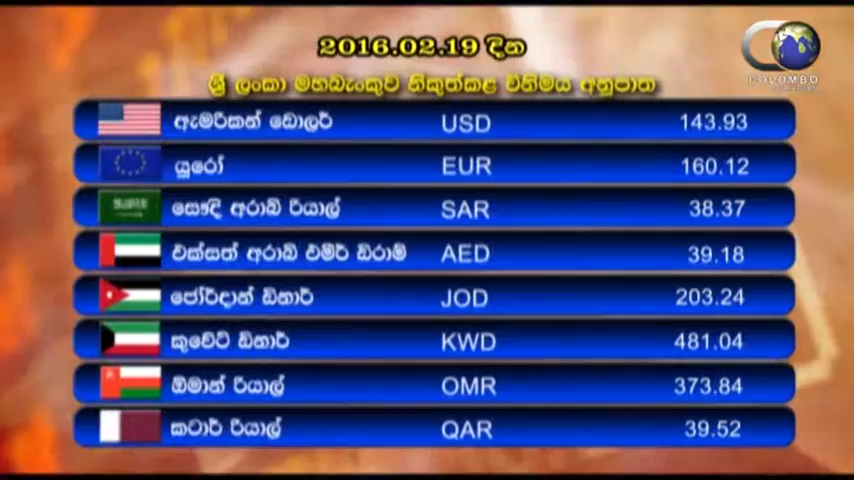 2016.02.19 දින
COLOMBO
ශ්‍රී ලංකා මහබැංකුව නිකුත්කළ විනිමය අනුපාත
ඇමරිකන් ඩොලර් USD 143.93
යූරෝ EUR 160.12
සෞදි අරාබි රියාල් SAR 38.37
එක්සත් අරාබි එමීර් ඩිරාම් AED 39.18
ජෝර්දාන් ඩිනාර් JOD 203.24
කුවේට් ඩිනාර් KWD 481.04
ඕමාන් රියාල් OMR 373.84
කටාර් රියාල් QAR 39.52